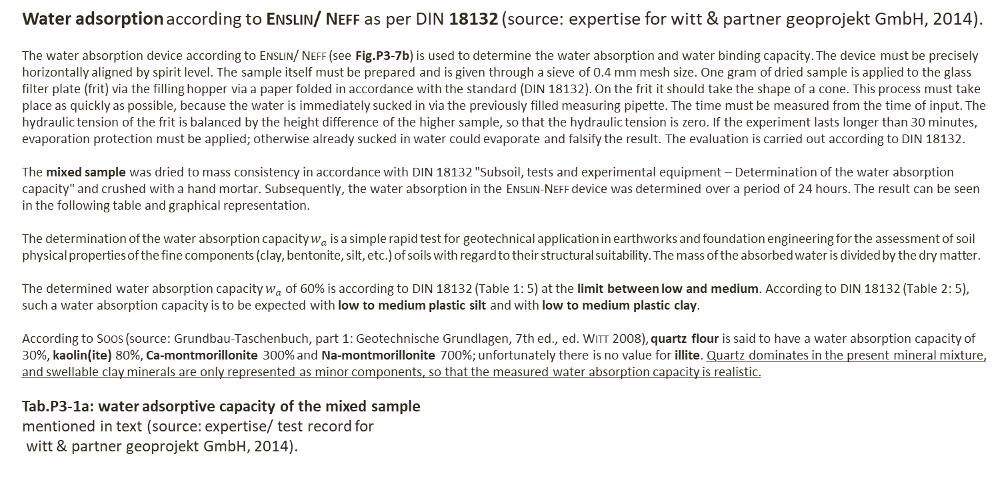 Water adsorption according to ENSLIN/ NEFF as per DIN 18132 (source: expertise for witt & partner geoprojekt GmbH, 2014).
The water absorption device according to ENSLIN/ NEFF (see Fig.P3-7b) is used to determine the water absorption and water binding capacity. The device must be precisely
horizontally aligned by spirit level. The sample itself must be prepared and is given through a sieve of 0.4 mm mesh size. One gram of dried sample is applied to the glass
filter plate (frit) via the filling hopper via a paper folded in accordance with the standard (DIN 18132). On the frit it should take the shape of a cone. This process must take
place as quickly as possible, because the water is immediately sucked in via the previously filled measuring pipette. The time must be measured from the time of input. The
hydraulic tension of the frit is balanced by the height difference of the higher sample, so that the hydraulic tension is zero. If the experiment lasts longer than 30 minutes,
evaporation protection must be applied; otherwise already sucked in water could evaporate and falsify the result. The evaluation is carried out according to DIN 18132.
The mixed sample was dried to mass consistency in accordance with DIN 18132 "Subsoil, tests and experimental equipment – Determination of the water absorption
capacity" and crushed with a hand mortar. Subsequently, the water absorption in the ENSLIN-NEFF device was determined over a period of 24 hours. The result can be seen
in the following table and graphical representation.
The determination of the water absorption capacity wₐ is a simple rapid test for geotechnical application in earthworks and foundation engineering for the assessment of soil
physical properties of the fine components (clay, bentonite, silt, etc.) of soils with regard to their structural suitability. The mass of the absorbed water is divided by the dry matter.
The determined water absorption capacity wₐ of 60% is according to DIN 18132 (Table 1: 5) at the limit between low and medium. According to DIN 18132 (Table 2: 5),
such a water absorption capacity is to be expected with low to medium plastic silt and with low to medium plastic clay.
According to SOOS (source: Grundbau-Taschenbuch, part 1: Geotechnische Grundlagen, 7th ed., ed. WITT 2008), quartz flour is said to have a water absorption capacity of
30%, kaolin(ite) 80%, Ca-montmorillonite 300% and Na-montmorillonite 700%; unfortunately there is no value for illite. Quartz dominates in the present mineral mixture,
and swellable clay minerals are only represented as minor components, so that the measured water absorption capacity is realistic.
Tab.P3-1a: water adsorptive capacity of the mixed sample
mentioned in text (source: expertise/ test record for
witt & partner geoprojekt GmbH, 2014).